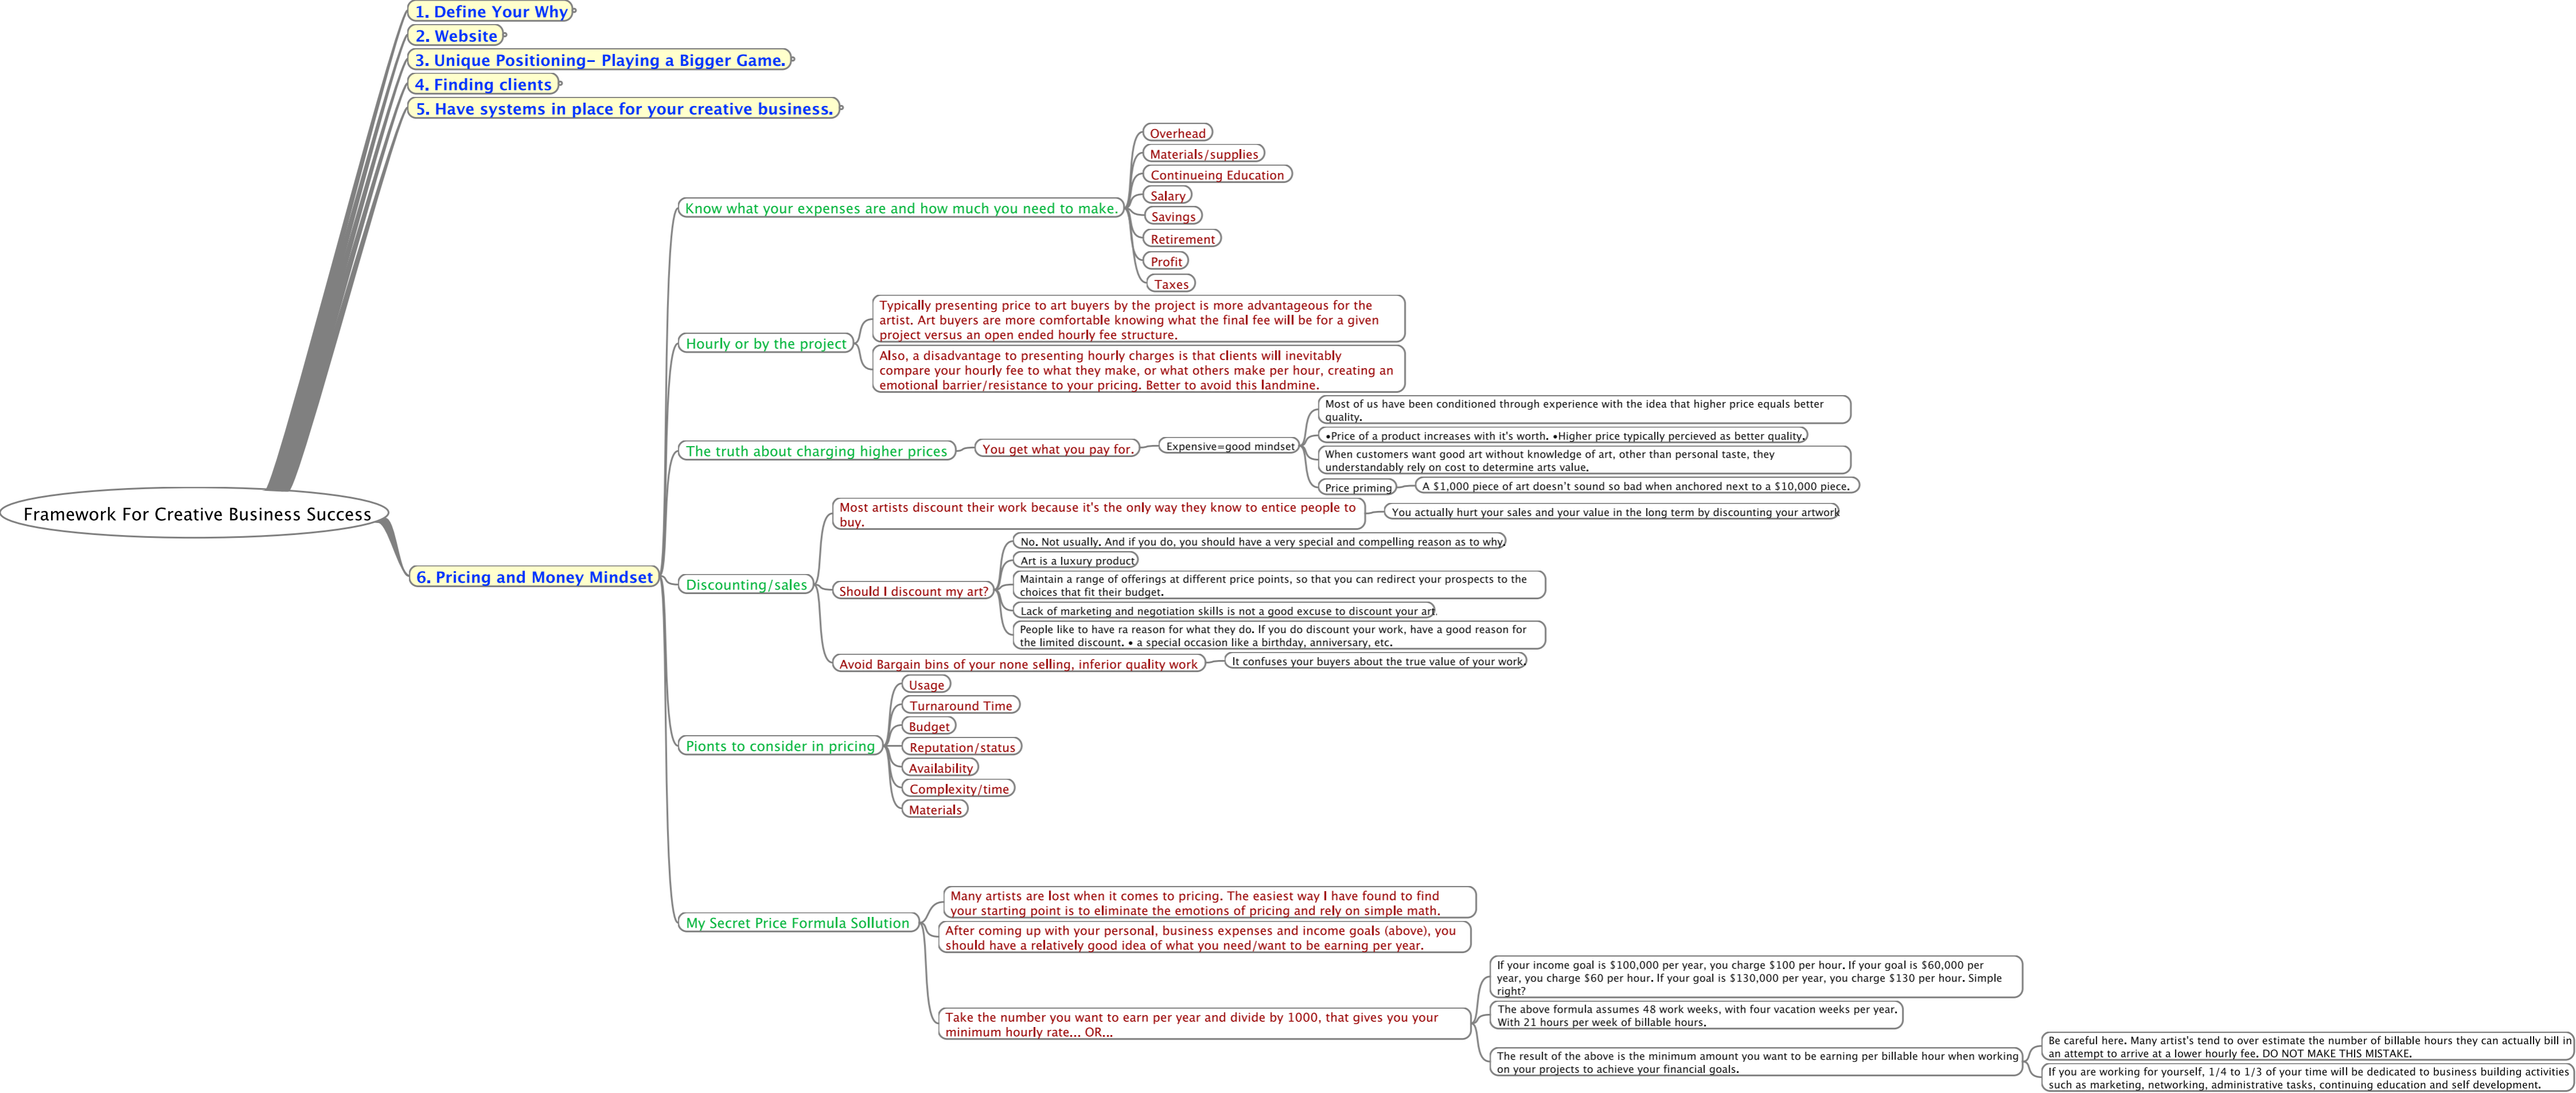 1. Define Your Why
2. Website
3. Unique Positioning- Playing a Bigger Game.
4. Finding clients
5. Have systems in place for your creative business.
Framework For Creative Business Success
6. Pricing and Money Mindset
Know what your expenses are and how much you need to make.
Overhead
Materials/supplies
Continueing Education
Salary
Savings
Retirement
Profit
Taxes
Hourly or by the project
Typically presenting price to art buyers by the project is more advantageous for the
artist. Art buyers are more comfortable knowing what the final fee will be for a given
project versus an open ended hourly fee structure.
Also, a disadvantage to presenting hourly charges is that clients will inevitably
compare your hourly fee to what they make, or what others make per hour, creating an
emotional barrier/resistance to your pricing. Better to avoid this landmine.
The truth about charging higher prices
You get what you pay for.
Expensive=good mindset
Most of us have been conditioned through experience with the idea that higher price equals better
quality.
•Price of a product increases with it's worth. •Higher price typically percieved as better quality.
When customers want good art without knowledge of art, other than personal taste, they
understandably rely on cost to determine arts value.
Price priming
A $1,000 piece of art doesn't sound so bad when anchored next to a $10,000 piece.
Discounting/sales
Most artists discount their work because it's the only way they know to entice people to
buy.
You actually hurt your sales and your value in the long term by discounting your artwork
Should I discount my art?
No. Not usually. And if you do, you should have a very special and compelling reason as to why.
Art is a luxury product
Maintain a range of offerings at different price points, so that you can redirect your prospects to the
choices that fit their budget.
Lack of marketing and negotiation skills is not a good excuse to discount your art.
People like to have ra reason for what they do. If you do discount your work, have a good reason for
the limited discount. • a special occasion like a birthday, anniversary, etc.
Avoid Bargain bins of your none selling, inferior quality work
It confuses your buyers about the true value of your work.
Pionts to consider in pricing
Usage
Turnaround Time
Budget
Reputation/status
Availability
Complexity/time
Materials
My Secret Price Formula Sollution
Many artists are lost when it comes to pricing. The easiest way I have found to find
your starting point is to eliminate the emotions of pricing and rely on simple math.
After coming up with your personal, business expenses and income goals (above), you
should have a relatively good idea of what you need/want to be earning per year.
Take the number you want to earn per year and divide by 1000, that gives you your
minimum hourly rate... OR...
If your income goal is $100,000 per year, you charge $100 per hour. If your goal is $60,000 per
year, you charge $60 per hour. If your goal is $130,000 per year, you charge $130 per hour. Simple
right?
The above formula assumes 48 work weeks, with four vacation weeks per year.
With 21 hours per week of billable hours.
The result of the above is the minimum amount you want to be earning per billable hour when working
on your projects to achieve your financial goals.
Be careful here. Many artist's tend to over estimate the number of billable hours they can actually bill in
an attempt to arrive at a lower hourly fee. DO NOT MAKE THIS MISTAKE.
If you are working for yourself, 1/4 to 1/3 of your time will be dedicated to business building activities
such as marketing, networking, administrative tasks, continuing education and self development.